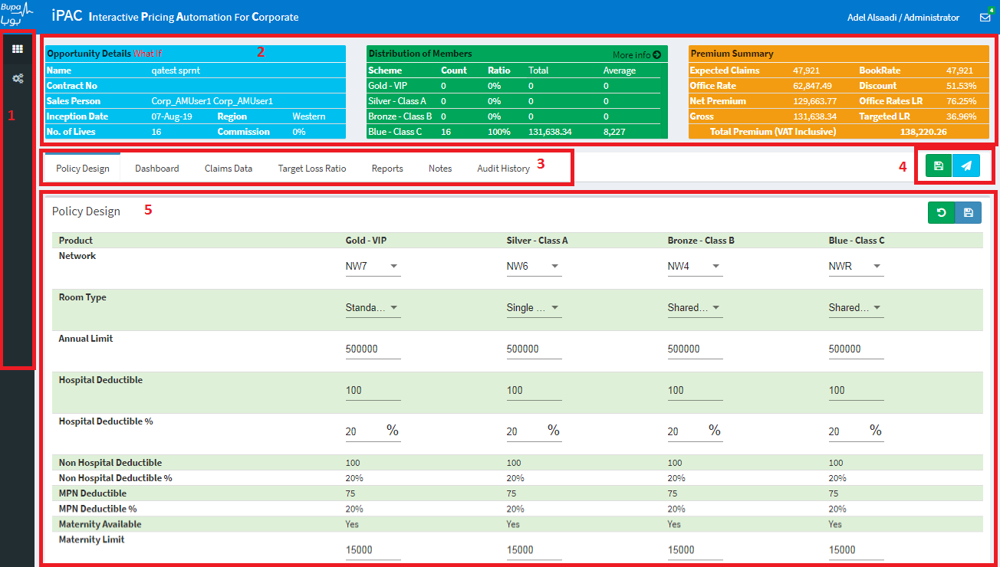 Bupa
بوبا
iPAC Interactive Pricing Automation For Corporate
Adel Alsaadi / Administrator
4
1
Opportunity Details What If 2
Name qatest sprnt
Contract No
Sales Person Corp_AMUser1 Corp_AMUser1
Inception Date 07-Aug-19 Region Western
No. of Lives 16 Commission 0%
Distribution of Members More info
Scheme Count Ratio Total Average
Gold - VIP 0 0% 0 0
Silver - Class A 0 0% 0 0
Bronze - Class B 0 0% 0 0
Blue - Class C 16 100% 131,638.34 8,227
Premium Summary
Expected Claims 47,921 BookRate 47,921
Office Rate 62,847.49 Discount 51.53%
Net Premium 129,663.77 Office Rates LR 76.25%
Gross 131,638.34 Targeted LR 36.96%
Total Premium (VAT Inclusive) 138,220.26
Policy Design Dashboard Claims Data Target Loss Ratio Reports Notes Audit History 3
4
Policy Design 5
Product Gold - VIP Silver - Class A Bronze - Class B Blue - Class C
Network
NW7 NW6 NW4 NWR
Room Type
Standa... Single ... Shared... Shared...
Annual Limit
500000 500000 500000 500000
Hospital Deductible
100 100 100 100
Hospital Deductible %
20 % 20 % 20 % 20 %
Non Hospital Deductible 100 100 100 100
Non Hospital Deductible % 20% 20% 20% 20%
MPN Deductible 75 75 75 75
MPN Deductible % 20% 20% 20% 20%
Maternity Available Yes Yes Yes Yes
Maternity Limit
15000 15000 15000 15000